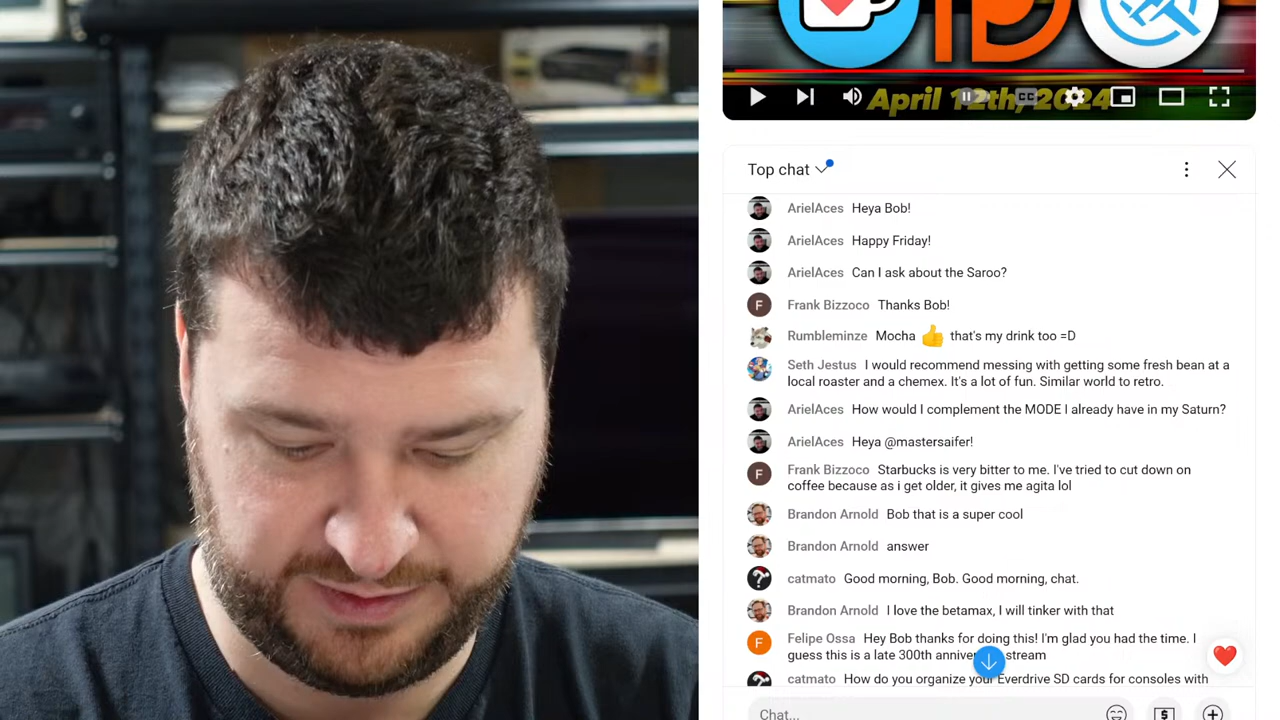 April 12th, 2024
Top chat
ArielAces Heya Bob!
ArielAces Happy Friday!
ArielAces Can I ask about the Saroo?
F Frank Bizzoco Thanks Bob!
Rumbleminze Mocha 👍 that's my drink too =D
Seth Jestus I would recommend messing with getting some fresh bean at a
local roaster and a chemex. It's a lot of fun. Similar world to retro.
ArielAces How would I complement the MODE I already have in my Saturn?
ArielAces Heya @mastersaifer!
F Frank Bizzoco Starbucks is very bitter to me. I've tried to cut down on
coffee because as i get older, it gives me agita lol
Brandon Arnold Bob that is a super cool
Brandon Arnold answer
catmato Good morning, Bob. Good morning, chat.
Brandon Arnold I love the betamax, I will tinker with that
F Felipe Ossa Hey Bob thanks for doing this! I'm glad you had the time. I
guess this is a late 300th stream
catmato How do you organize your Everdrive SD cards for consoles with
Chat...